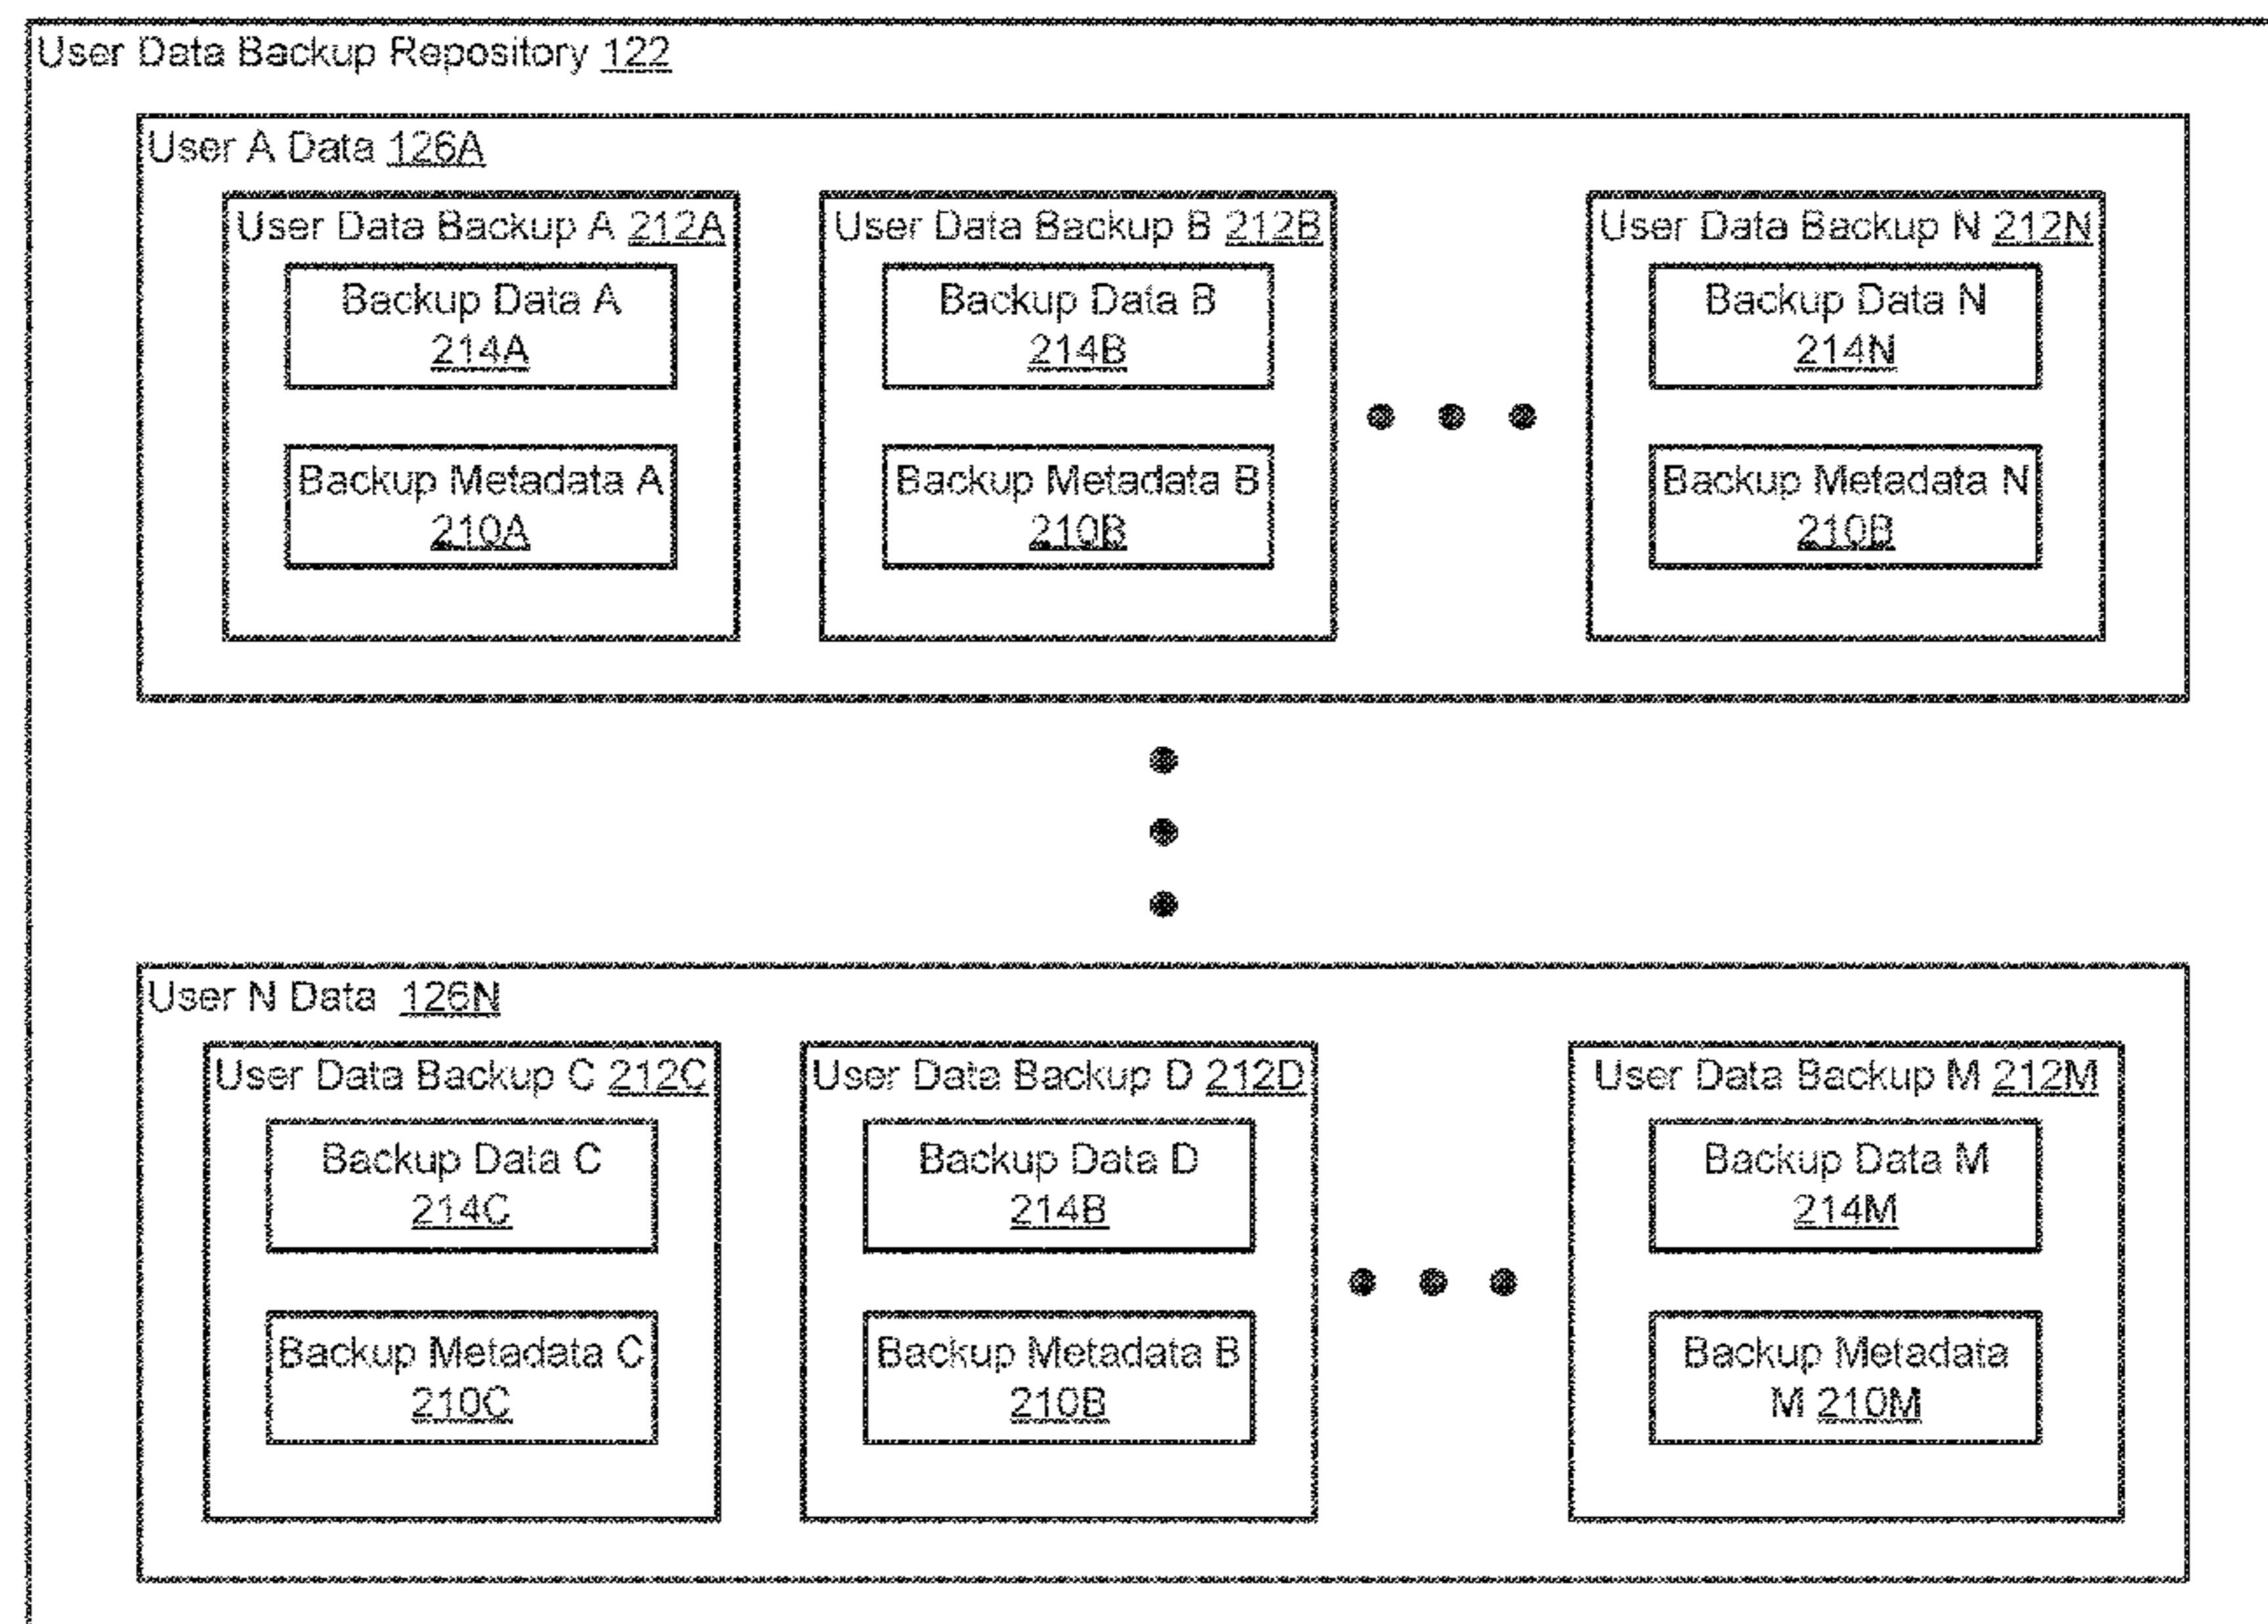 User Data Backup Repository 122
User A Data 126A
User Data Backup A 212A
Backup Data A
214A
Backup Metadata A
210A
User Data Backup B 212B
Backup Data B
214B
Backup Metadata B
210B
User Data Backup N 212N
Backup Data N
214N
Backup Metadata N
210B
User N Data 126N
User Data Backup C 212C
Backup Data C
214C
Backup Metadata C
210C
User Data Backup D 212D
Backup Data D
214B
Backup Metadata B
210B
User Data Backup M 212M
Backup Data M
214M
Backup Metadata
M 210M